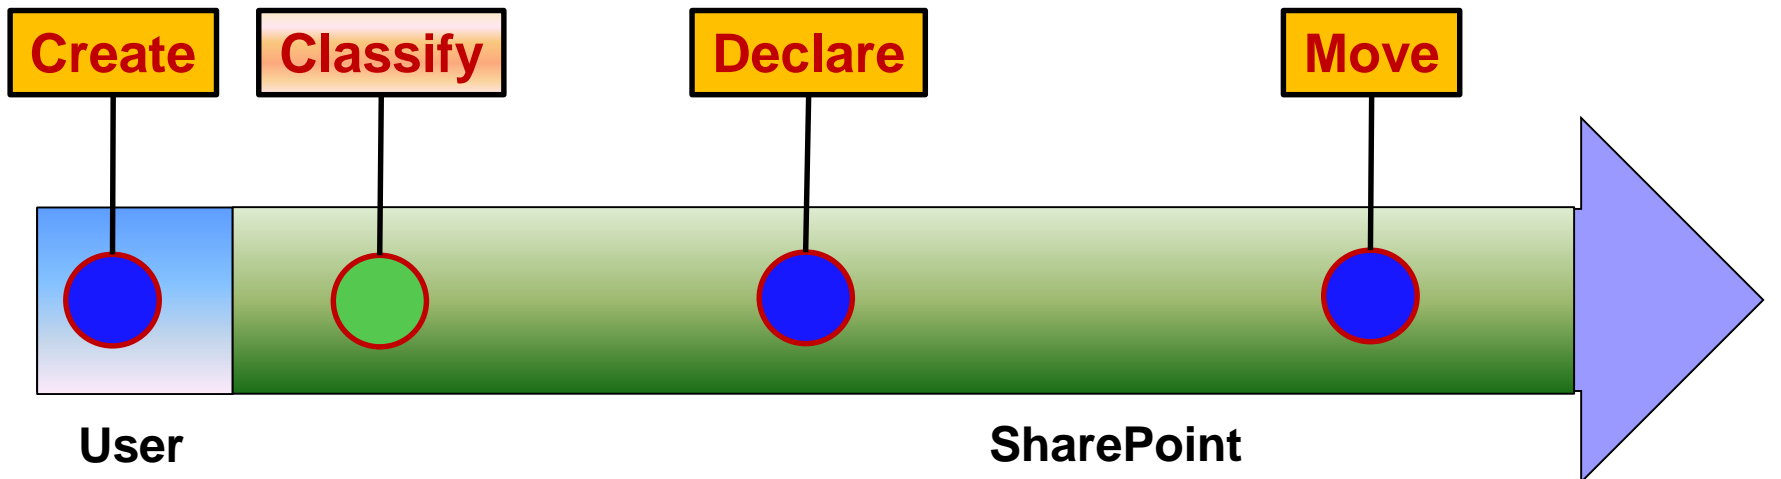 Create
Classify
Declare
Move
User
SharePoint